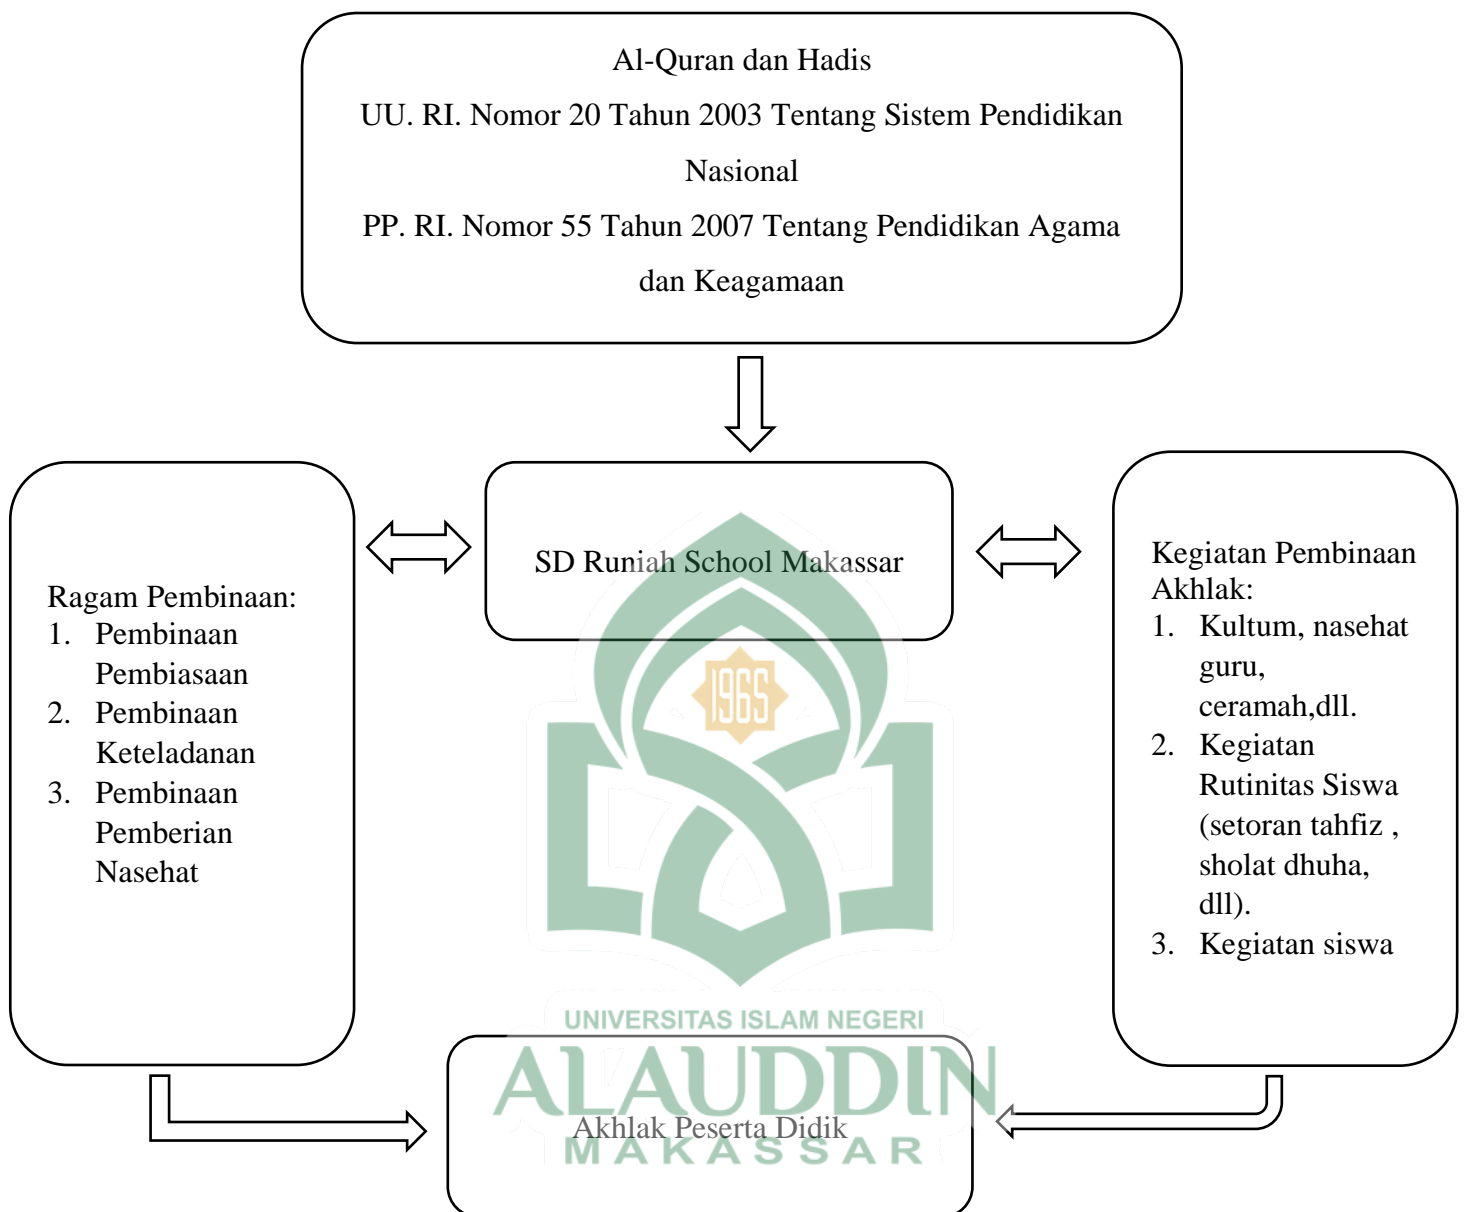 Al-Quran dan Hadis
UU. RI. Nomor 20 Tahun 2003 Tentang Sistem Pendidikan
Nasional
PP. RI. Nomor 55 Tahun 2007 Tentang Pendidikan Agama
dan Keagamaan
Ragam Pembinaan:
1. Pembinaan
Pembiasaan
2. Pembinaan
Keteladanan
3. Pembinaan
Pemberian
Nasehat
SD Runiah School Makassar
Kegiatan Pembinaan
Akhlak:
1. Kultum, nasehat
guru,
ceramah,dll.
2. Kegiatan
Rutinitas Siswa
(setoran tahfiz ,
sholat dhuha,
dll).
3. Kegiatan siswa
1965
UNIVERSITAS ISLAM NEGERI
ALAUDDIN
Akhlak Peserta Didik
MAKASSAR